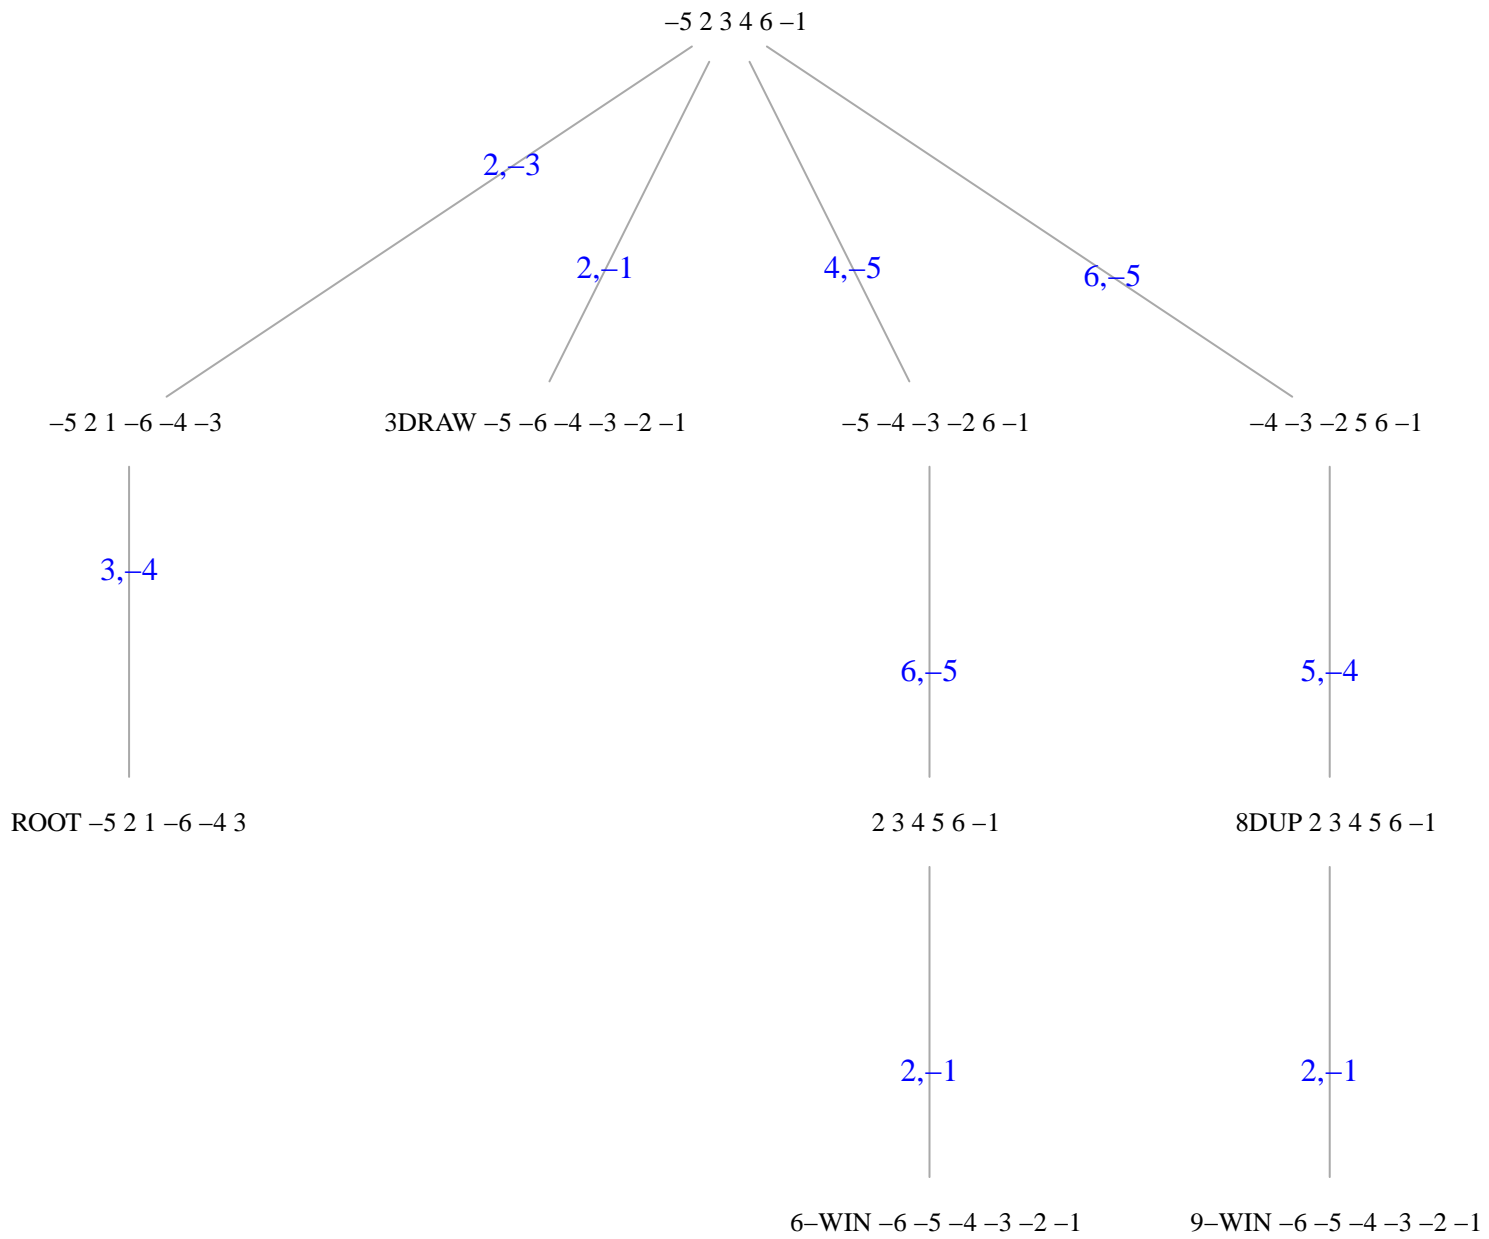 –5 2 3 4 6 –1
2,–3
2,–1
4,–5
6,–5
–5 2 1 –6 –4 –3
3DRAW –5 –6 –4 –3 –2 –1
–5 –4 –3 –2 6 –1
–4 –3 –2 5 6 –1
3,–4
6,–5
5,–4
ROOT –5 2 1 –6 –4 3
2 3 4 5 6 –1
8DUP 2 3 4 5 6 –1
2,–1
2,–1
6–WIN –6 –5 –4 –3 –2 –1
9–WIN –6 –5 –4 –3 –2 –1